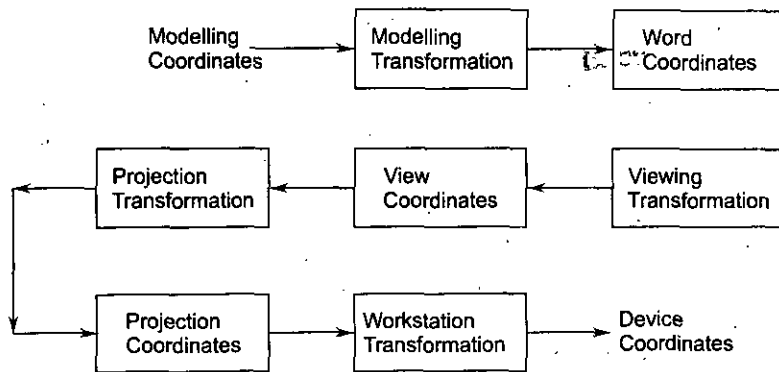 Modelling
Coordinates
Modelling
Transformation
Word
Coordinates
Projection
Transformation
View
Coordinates
Viewing
Transformation
Projection
Coordinates
Workstation
Transformation
Device
Coordinates